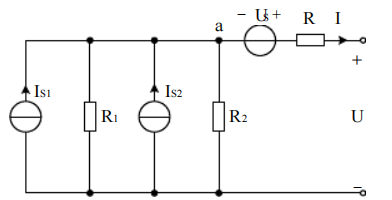 - Us + R I
a
+
Is1 R1 Is2 R2 U
-